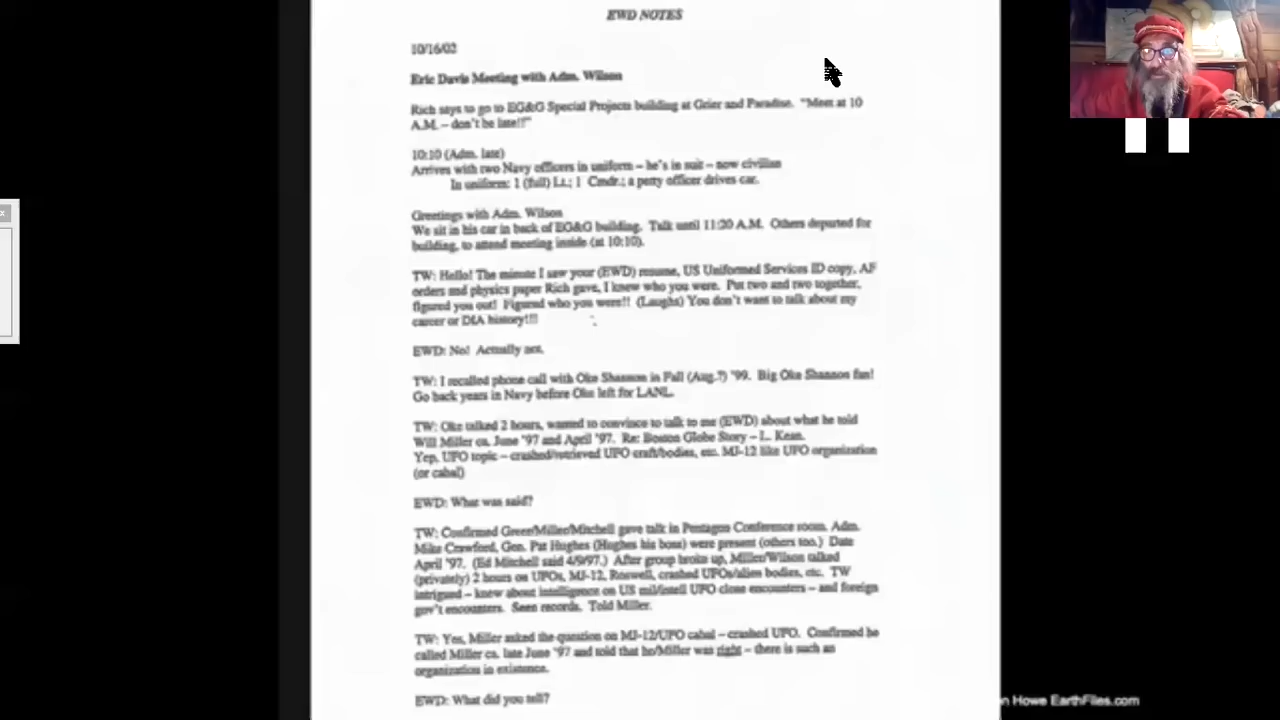 EWD NOTES
10/16/02
Eric Davis Meeting with Adm. Wilson
Rich says to go to EG&G Special Projects building at Grier and Paradise. "Meet at 10
A.M. – don't be late!!"
10:10 (Adm. late)
Arrives with two Navy officers in uniform – he's in suit – now civilian
In uniform: 1 (full) Lt.; 1 Cmdr.; a petty officer drives car.
Greetings with Adm. Wilson
We sit in his car in back of EG&G building. Talk until 11:20 A.M. Others departed for
building, to attend meeting inside (at 10:10).
TW: Hello! The minute I saw your (EWD) resume, US Uniformed Services ID copy, AF
orders and physics paper Rich gave, I knew who you were. Put two and two together,
figured you out! Figured who you were!! (Laughs) You don't want to talk about my
career or DIA history!!!
EWD: No! Actually not.
TW: I recalled phone call with Oke Shannon in Fall (Aug.?) '99. Big Oke Shannon fan!
Go back years in Navy before Oke left for LANL.
TW: Oke talked 2 hours, wanted to convince to talk to me (EWD) about what he told
Will Miller ca. June '97 and April '97. Re: Boston Globe Story – L. Kean.
Yep, UFO topic – crashed/retrieved UFO craft/bodies, etc. MJ-12 like UFO organization
(or cabal)
EWD: What was said?
TW: Confirmed Greer/Miller/Mitchell gave talk in Pentagon Conference room. Adm.
Mike Crawford, Gen. Pat Hughes (Hughes his boss) were present (others too.) Date
April '97. (Ed Mitchell said 4/9/97.) After group broke up, Miller/Wilson talked
(privately) 2 hours on UFOs, MJ-12, Roswell, crashed UFOs/alien bodies, etc. TW
intrigued – knew about intelligence on US mil/intell UFO close encounters – and foreign
gov't encounters. Seen records. Told Miller.
TW: Yes, Miller asked the question on MJ-12/UFO cabal – crashed UFO. Confirmed he
called Miller ca. late June '97 and told that he/Miller was right – there is such an
organization in existence.
EWD: What did you tell?
n Howe EarthFiles.com
x